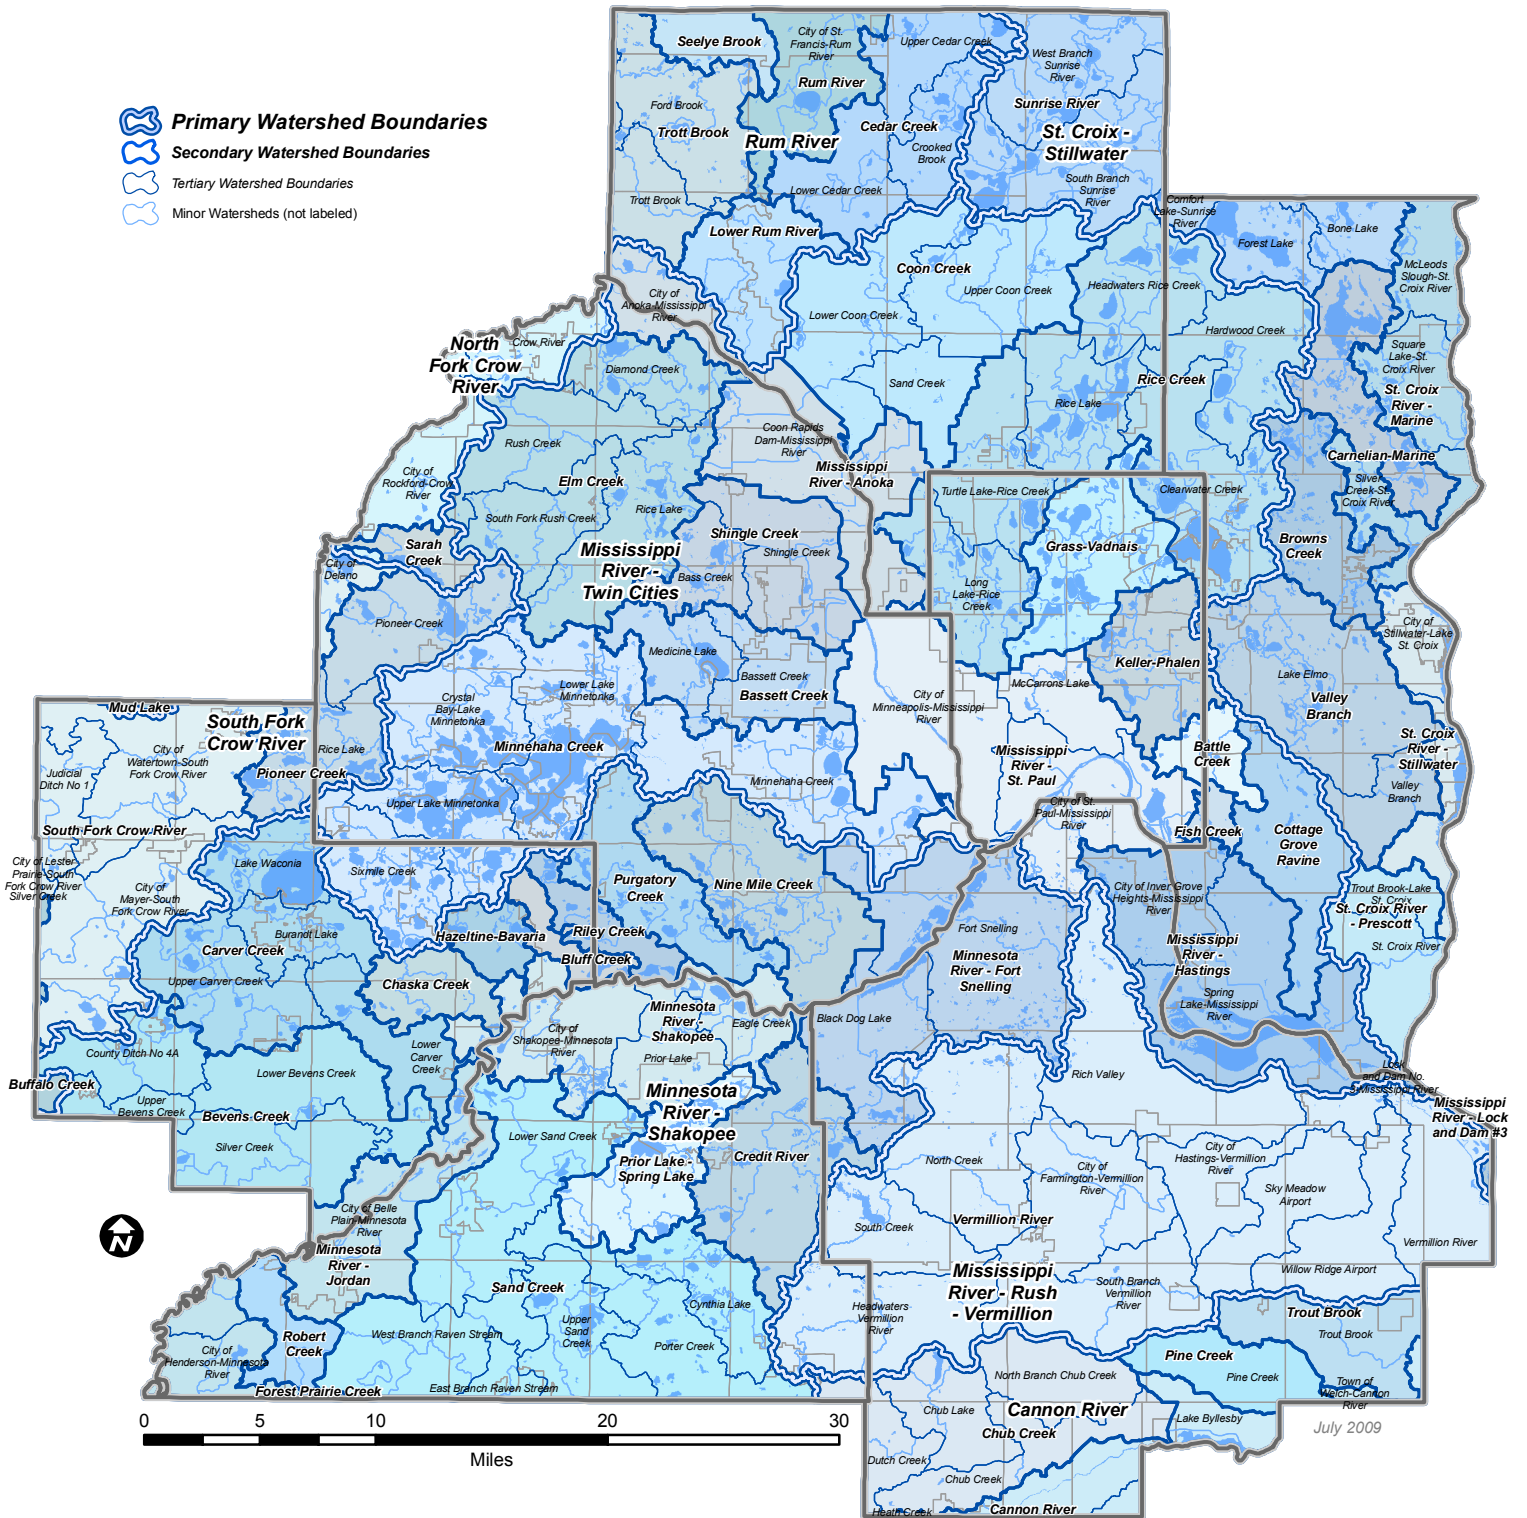 Primary Watershed Boundaries
Secondary Watershed Boundaries
Tertiary Watershed Boundaries
Minor Watersheds (not labeled)
Seelye Brook
City of St.
Francis-Rum
River
Upper Cedar Creek
West Branch
Sunrise
River
Rum River
Sunrise River
Ford Brook
Trott Brook
Cedar Creek
Rum River
St. Croix -
Stillwater
Crooked
Brook
South Branch
Sunrise
River
Lower Cedar Creek
Trott Brook
Comfort
Lake-Sunrise
River
Lower Rum River
Forest Lake
Bone Lake
Coon Creek
McLeods
Slough-St.
Croix River
Upper Coon Creek
Headwaters Rice Creek
City of
Anoka-Mississippi
River
Lower Coon Creek
Hardwood Creek
North
Fork Crow
River
Crow River
Square
Lake-St.
Croix River
Diamond Creek
Sand Creek
Rice Creek
Rice Lake
St. Croix
River -
Marine
Rush Creek
Coon Rapids
Dam-Mississippi
River
Mississippi
River - Anoka
Carnelian-Marine
City of
Rockford-Crow
River
Elm Creek
Turtle Lake-Rice Creek
Clearwater Creek
Silver
Creek-St.
Croix River
Rice Lake
South Fork Rush Creek
Shingle Creek
Shingle Creek
Grass-Vadnais
Browns
Creek
Sarah
Creek
Mississippi
River -
Twin Cities
City of
Delano
Bass Creek
Long
Lake-Rice
Creek
Pioneer Creek
City of
Stillwater-Lake
St. Croix
Medicine Lake
Keller-Phalen
Bassett Creek
Lake Elmo
McCarrons Lake
Lower Lake
Minnetonka
Bassett Creek
Crystal
Bay-Lake
Minnetonka
City of
Minneapolis-Mississippi
River
Valley
Branch
Mud Lake
South Fork
Crow River
Rice Lake
Minnehaha Creek
Mississippi
River -
St. Paul
Battle
Creek
St. Croix
River -
Stillwater
City of
Watertown-South
Fork Crow River
Judicial
Ditch No 1
Pioneer Creek
Minnehaha Creek
Valley
Branch
Upper Lake Minnetonka
City of St.
Paul-Mississippi
River
South Fork Crow River
Fish Creek
Cottage
Grove
Ravine
City of Lester
Prairie-South
Fork Crow River
Silver Creek
Lake Waconia
Sixmile Creek
Purgatory
Creek
Nine Mile Creek
City of
Mayer-South
Fork Crow River
City of Inver Grove
Heights-Mississippi
River
Trout Brook-Lake
St. Croix
St. Croix River
- Prescott
St. Croix River
Burandt Lake
Hazeltine-Bavaria
Riley Creek
Fort Snelling
Carver Creek
Bluff Creek
Minnesota
River - Fort
Snelling
Mississippi
River -
Hastings
Upper Carver Creek
Chaska Creek
Spring
Lake-Mississippi
River
Minnesota
River -
Shakopee
Eagle Creek
Black Dog Lake
City of
Shakopee-Minnesota
River
Prior Lake
County Ditch No 4A
Lower
Carver
Creek
Lower Bevens Creek
Rich Valley
Lock
and Dam No.
3-Mississippi River
Buffalo Creek
Upper
Bevens Creek
Bevens Creek
Minnesota
River -
Shakopee
Mississippi
River - Lock
and Dam #3
Silver Creek
Lower Sand Creek
Credit River
Prior Lake -
Spring Lake
North Creek
City of
Farmington-Vermillion
River
City of
Hastings-Vermillion
River
Sky Meadow
Airport
City of Belle
Plain-Minnesota
River
South Creek
Vermillion River
Vermillion River
Minnesota
River -
Jordan
Willow Ridge Airport
Mississippi
River - Rush
- Vermillion
South Branch
Vermillion
River
Sand Creek
Cynthia Lake
Headwaters
Vermillion
River
Trout Brook
Trout Brook
Upper
Sand
Creek
West Branch Raven Stream
Robert
Creek
Porter Creek
City of
Henderson-Minnesota
River
Pine Creek
Pine Creek
North Branch Chub Creek
Forest Prairie Creek
East Branch Raven Stream
Town of
Welch-Cannon
River
Chub Lake
Cannon River
Lake Byllesby
Chub Creek
July 2009
Dutch Creek
Chub Creek
Heath Creek
Cannon River
N
0 5 10 20 30
Miles